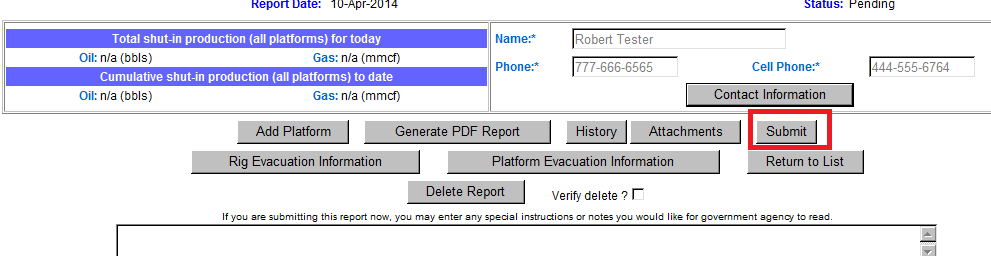 Report Date: 10-Apr-2014 Status: Pending
Total shut-in production (all platforms) for today
Oil: n/a (bbls) Gas: n/a (mmcf)
Cumulative shut-in production (all platforms) to date
Oil: n/a (bbls) Gas: n/a (mmcf)
Name:* Robert Tester
Phone:* 777-666-6565 Cell Phone:* 444-555-6764
Contact Information
Add Platform Generate PDF Report History Attachments Submit
Rig Evacuation Information Platform Evacuation Information Return to List
Delete Report Verify delete ?
If you are submitting this report now, you may enter any special instructions or notes you would like for government agency to read.